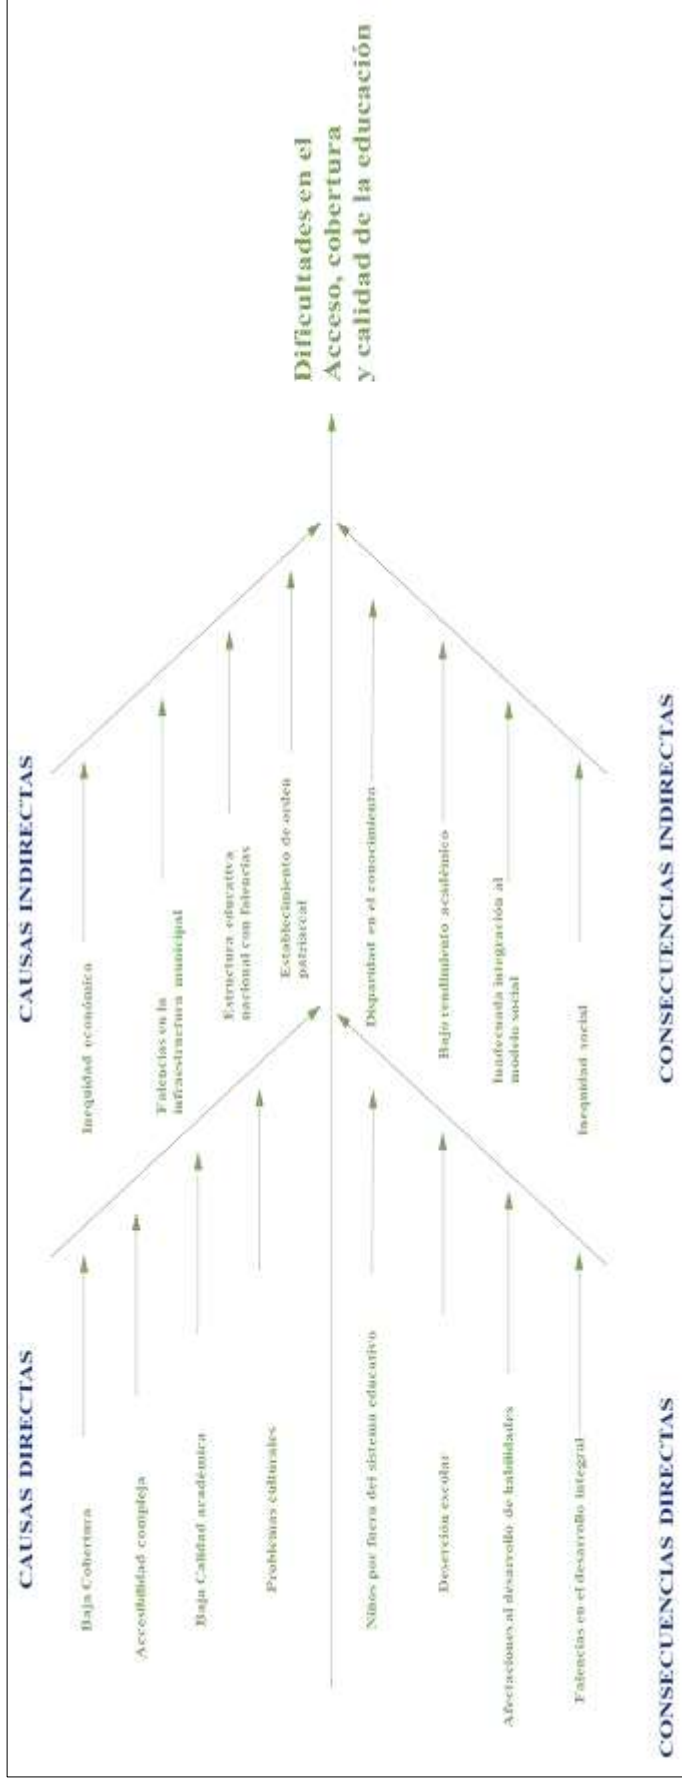 CAUSAS DIRECTAS
Baja Cobertura
Accesibilidad compleja
Baja Calidad académica
Problemas culturales
CAUSAS INDIRECTAS
Inequidad económico
Falencias en la
infraestructura municipal
Estructura educativa
nacional con falencias
Establecimiento de orden
patriarcal
Dificultades en el
Acceso, cobertura
y calidad de la educación
Niños por fuera del sistema educativo
Deserción escolar
Afectaciones al desarrollo de habilidades
Falencias en el desarrollo integral
CONSECUENCIAS DIRECTAS
Disparidad en el conocimiento
Bajo rendimiento académico
Inadecuada integración al
modelo social
Inequidad social
CONSECUENCIAS INDIRECTAS